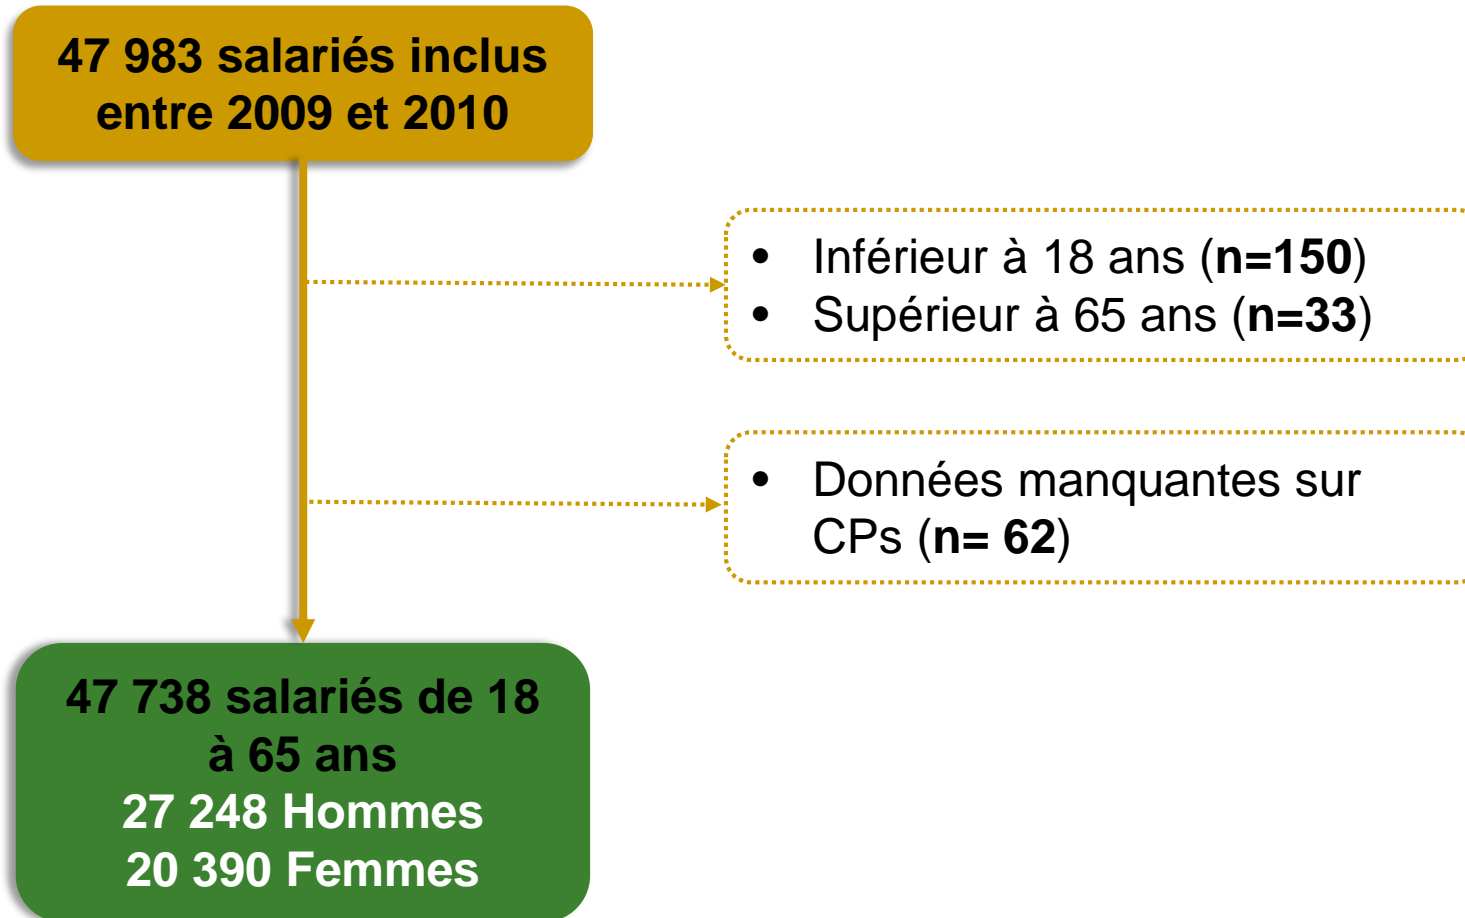 47 983 salariés inclus
entre 2009 et 2010
• Inférieur à 18 ans (n=150)
• Supérieur à 65 ans (n=33)
• Données manquantes sur
CPs (n= 62)
47 738 salariés de 18
à 65 ans
27 248 Hommes
20 390 Femmes